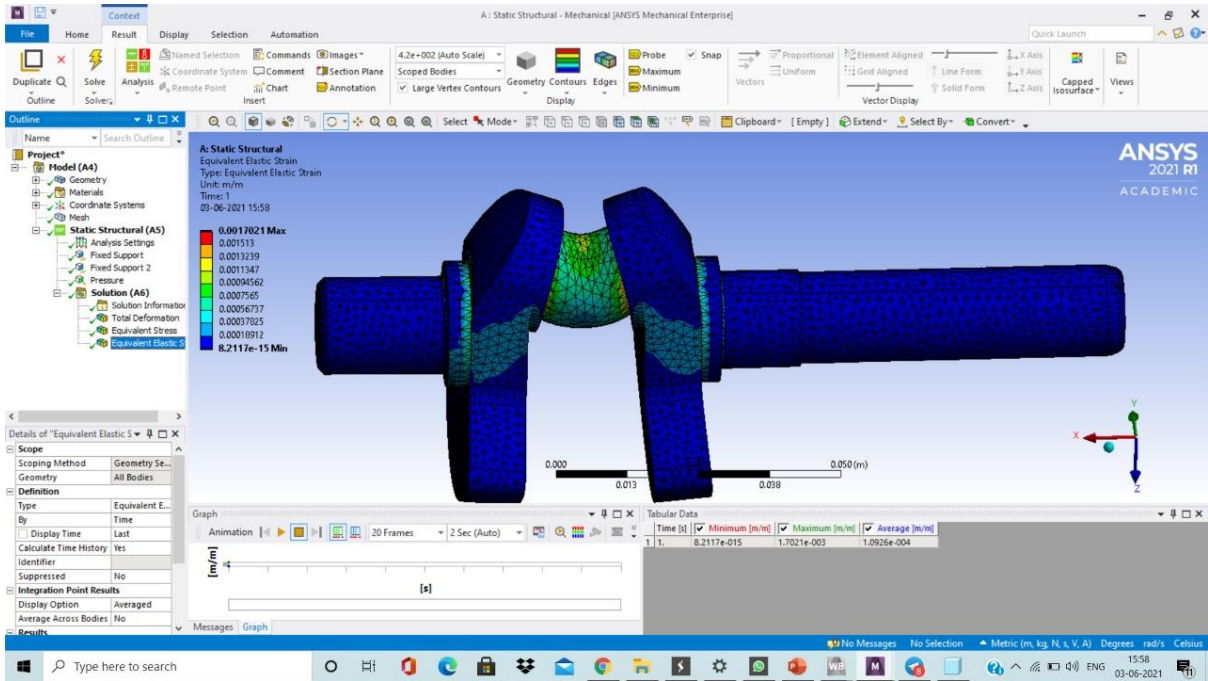 Context
A : Static Structural - Mechanical [ANSYS Mechanical Enterprise]
File Home Result Display Selection Automation
Quick Launch
Duplicate Q
Outline
Solve
Solver
Analysis
Named Selection
Coordinate System
Remote Point
Commands
Comment
Chart
Images
Section Plane
Annotation
Insert
4.2e+002 (Auto Scale)
Scoped Bodies
Large Vertex Contours
Geometry Contours Edges
Display
Probe
Maximum
Minimum
Snap
Vectors
Proportional
Uniform
Element Aligned
Grid Aligned
Line Form
Solid Form
X Axis
Y Axis
Z Axis
Vector Display
Capped
Isosurface
Views
Outline
Name Search Outline
Select Mode Clipboard [ Empty ] Extend Select By Convert
Project*
Model (A4)
Geometry
Materials
Coordinate Systems
Mesh
Static Structural (A5)
Analysis Settings
Fixed Support
Fixed Support 2
Pressure
Solution (A6)
Solution Information
Total Deformation
Equivalent Stress
Equivalent Elastic S
A: Static Structural
Equivalent Elastic Strain
Type: Equivalent Elastic Strain
Unit: m/m
Time: 1
03-06-2021 15:58
0.0017021 Max
0.001513
0.0013239
0.0011347
0.00094562
0.0007565
0.00056737
0.00037825
0.00018912
8.2117e-15 Min
ANSYS
2021 R1
ACADEMIC
0.000 0.050 (m)
0.013 0.038
Y
X
Z
Details of "Equivalent Elastic S
Scope
Scoping Method Geometry Se...
Geometry All Bodies
Definition
Type Equivalent E...
By Time
Display Time Last
Calculate Time History Yes
Identifier
Suppressed No
Integration Point Results
Display Option Averaged
Average Across Bodies No
Results
Graph
Animation 20 Frames 2 Sec (Auto)
[m/m]
[s]
Messages Graph
Tabular Data
Time [s] Minimum [m/m] Maximum [m/m] Average [m/m]
1 1. 8.2117e-015 1.7021e-003 1.0926e-004
No Messages No Selection Metric (m, kg, N, s, V, A) Degrees rad/s Celsius
Type here to search
WB
M
ENG
15:58
03-06-2021